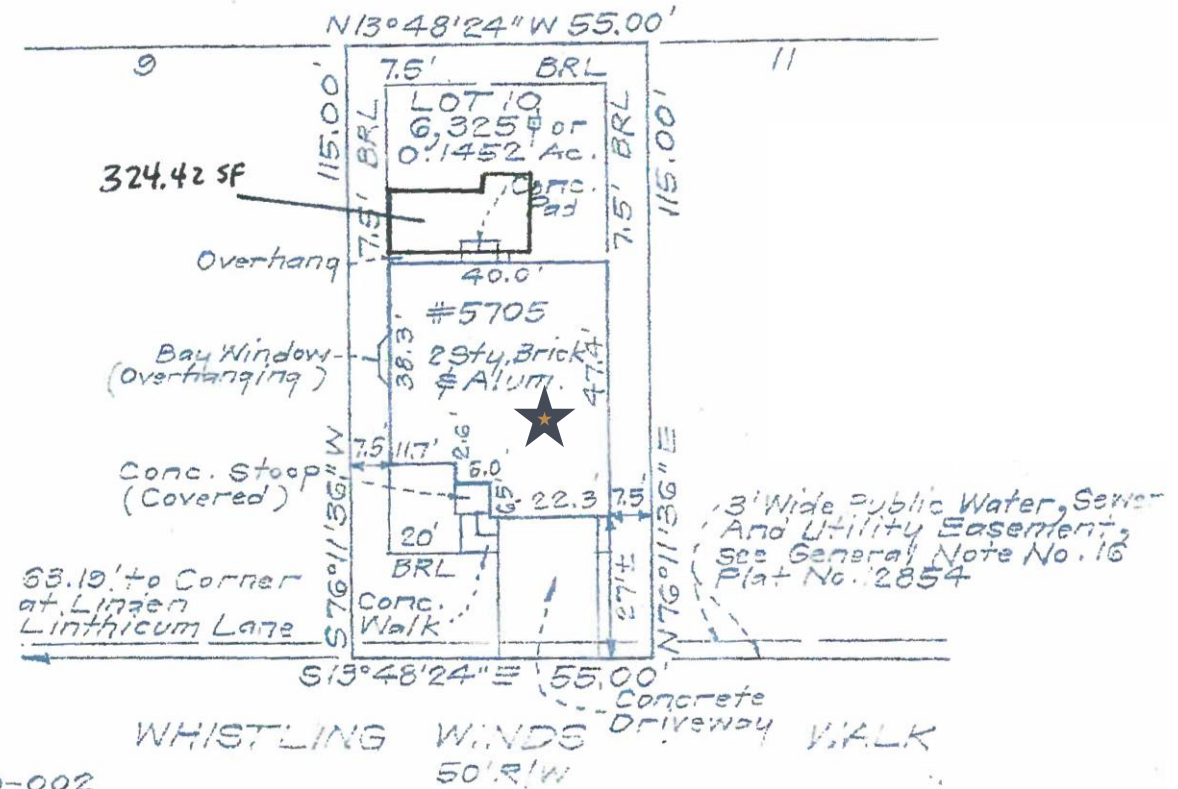 N13°48'24"W 55.00'
9
11
7.5' BRL
115.00'
7.5' BRL
LOT 10
6,325 ⏍ or
0.1452 Ac.
7.5' BRL
115.00'
324.42 SF
Conc.
Pad
Overhang
40.0'
#5705
2 Sty. Brick
& Alum.
38.3'
47.4'
Bay Window
(Overhanging)
7.5'
11.7'
2.6'
Conc. Stoop
(Covered)
6.0'
6.5'
22.3'
7.5'
S76°11'36"W
N76°11'36"E
3' Wide Public Water, Sewer
And Utility Easement,
See General Note No. 16
Plat No. 2854
20'
BRL
27'±
63.19' to Corner
at Linden
Linthicum Lane
Conc.
Walk
S13°48'24"E 55.00'
Concrete
Driveway
WHISTLING WINDS WALK
50' R/W
0-002